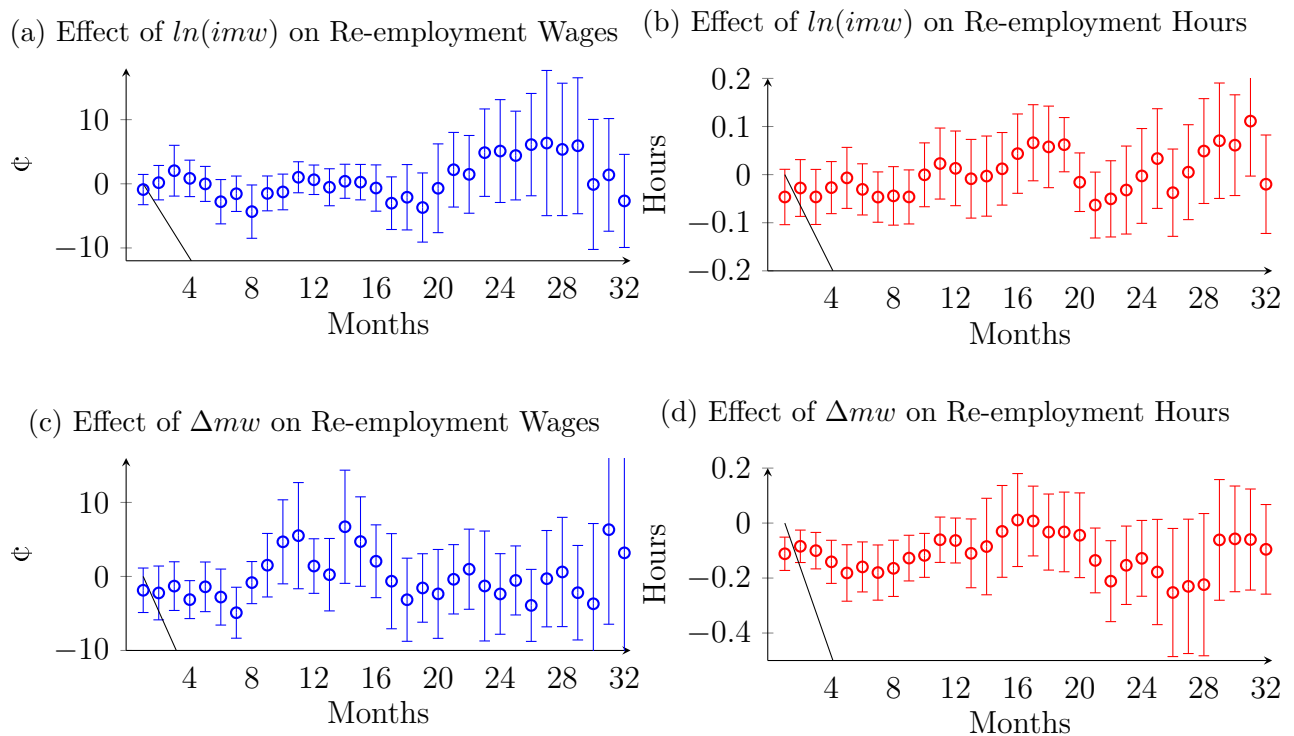 (a) Effect of ln(imw) on Re-employment Wages
10
0
−10
¢
4 8 12 16 20 24 28 32
Months
(b) Effect of ln(imw) on Re-employment Hours
0.2
0.1
0
−0.1
−0.2
Hours
4 8 12 16 20 24 28 32
Months
(c) Effect of Δmw on Re-employment Wages
10
0
−10
¢
4 8 12 16 20 24 28 32
Months
(d) Effect of Δmw on Re-employment Hours
0.2
0
−0.2
−0.4
Hours
4 8 12 16 20 24 28 32
Months